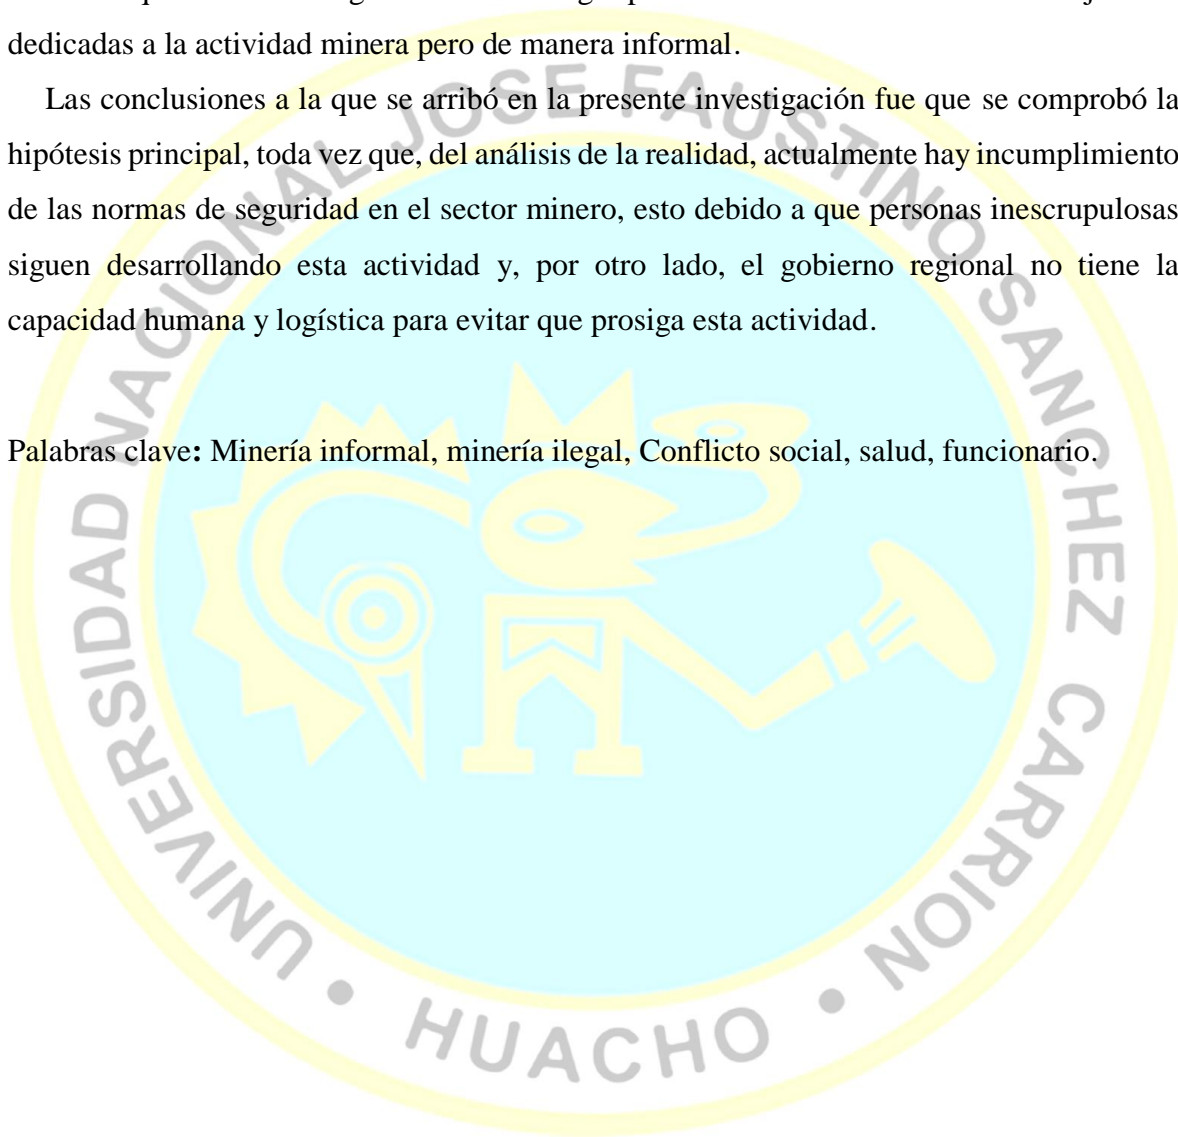 dedicadas a la actividad minera pero de manera informal.
Las conclusiones a la que se arribó en la presente investigación fue que se comprobó la
hipótesis principal, toda vez que, del análisis de la realidad, actualmente hay incumplimiento
de las normas de seguridad en el sector minero, esto debido a que personas inescrupulosas
siguen desarrollando esta actividad y, por otro lado, el gobierno regional no tiene la
capacidad humana y logística para evitar que prosiga esta actividad.
Palabras clave: Minería informal, minería ilegal, Conflicto social, salud, funcionario.
UNIVERSIDAD NACIONAL JOSE FAUSTINO SANCHEZ CARRION • HUACHO •